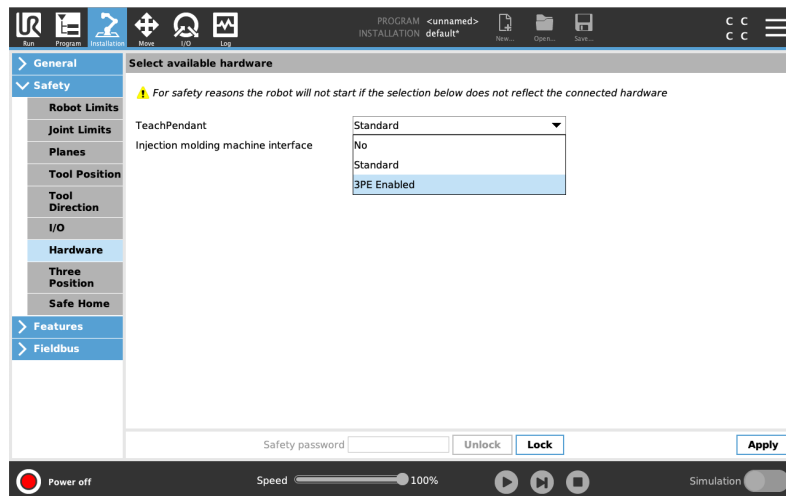 UR
PROGRAM <unnamed>
INSTALLATION default*
C C
C C
Run Program Installation Move I/O Log New... Open... Save...
General
Select available hardware
Safety
For safety reasons the robot will not start if the selection below does not reflect the connected hardware
Robot Limits
Joint Limits
Planes
Tool Position
Tool
Direction
I/O
Hardware
Three
Position
Safe Home
Features
Fieldbus
TeachPendant Standard
Injection molding machine interface No
Standard
3PE Enabled
Safety password Unlock Lock Apply
Power off Speed 100% Simulation